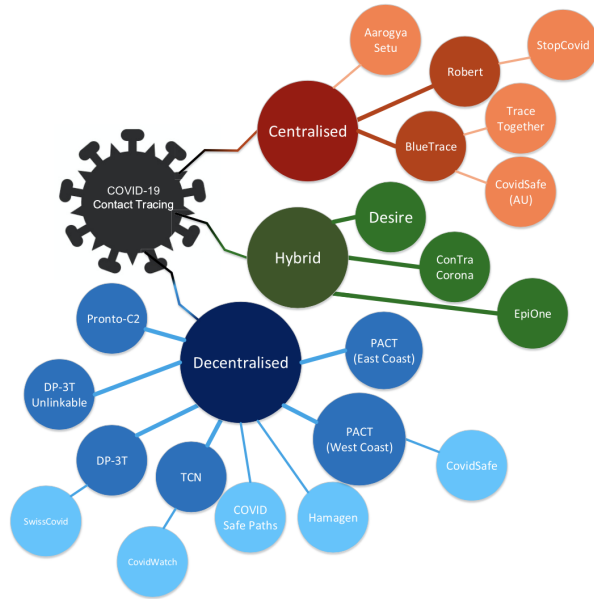 Aarogya
Setu
StopCovid
Robert
Centralised
Trace
Together
BlueTrace
CovidSafe
(AU)
COVID-19
Contact Tracing
Desire
Hybrid
ConTra
Corona
EpiOne
Pronto-C2
Decentralised
PACT
(East Coast)
DP-3T
Unlinkable
PACT
(West Coast)
CovidSafe
DP-3T
TCN
SwissCovid
COVID
Safe Paths
Hamagen
CovidWatch